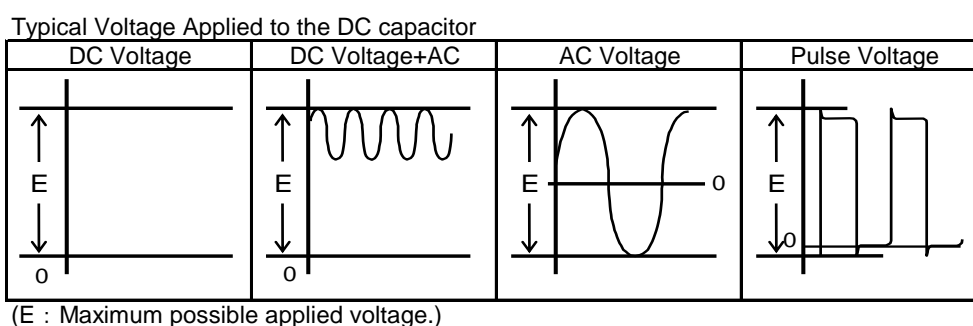 Typical Voltage Applied to the DC capacitor
DC Voltage DC Voltage+AC AC Voltage Pulse Voltage
E E E 0 E
0
0 0
(E：Maximum possible applied voltage.)